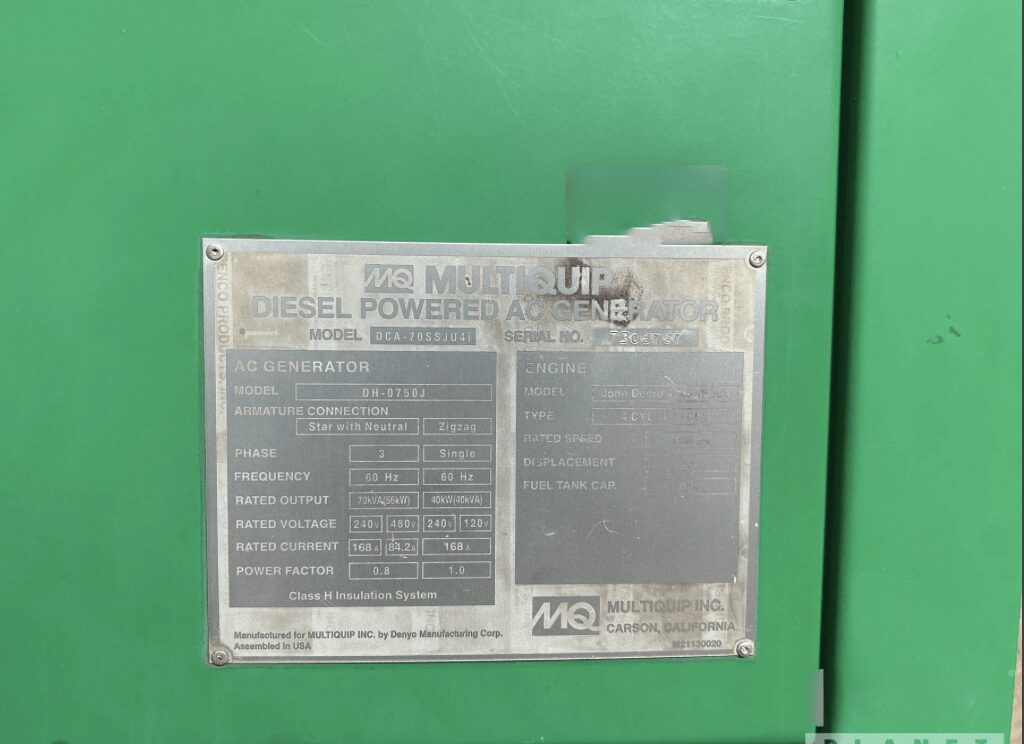 MQ MULTIQUIP
DIESEL POWERED AC GENERATOR
MODEL DCA-70SSJU4i SERIAL NO.
AC GENERATOR
MODEL DH-0750J
ARMATURE CONNECTION
Star with Neutral Zigzag
PHASE 3 Single
FREQUENCY 60 Hz 60 Hz
RATED OUTPUT 70kVA(56kW) 40kW(40kVA)
RATED VOLTAGE 240V 480V 240V 120V
RATED CURRENT 168 A 84.2A 168 A
POWER FACTOR 0.8 1.0
Class H Insulation System
ENGINE
MODEL John Deere
TYPE 4 CYL
RATED SPEED
DISPLACEMENT
FUEL TANK CAP.
Manufactured for MULTIQUIP INC. by Denyo Manufacturing Corp.
Assembled In USA
MQ MULTIQUIP INC.
CARSON, CALIFORNIA
M21130020